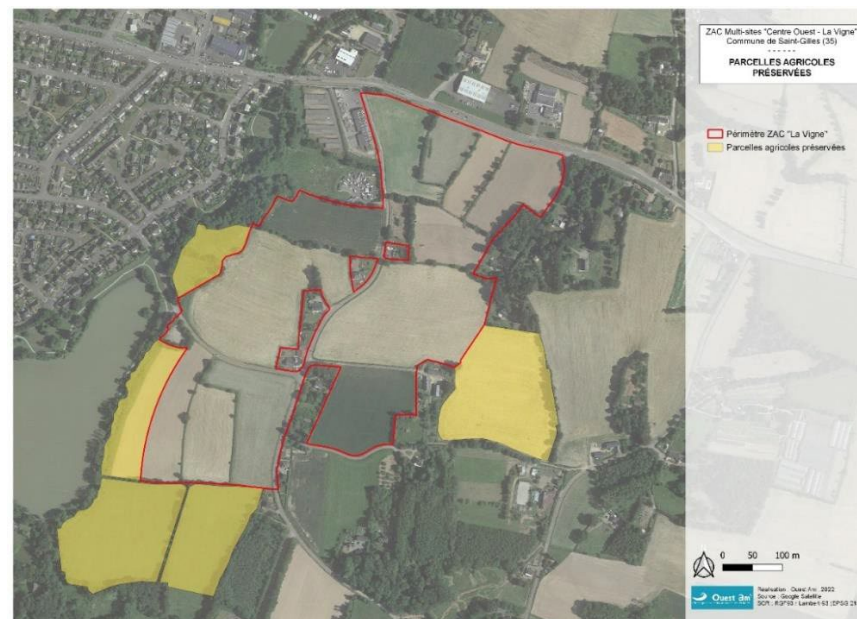 ZAC Multi-sites "Centre Ouest - La Vigne"
Commune de Saint-Gilles (35)
- - - - - -
PARCELLES AGRICOLES
PRÉSERVÉES
Périmètre ZAC "La Vigne"
Parcelles agricoles préservées
0 50 100 m
Ouest Am'
Réalisation : Ouest Am', 2022
Source : Google Satellite